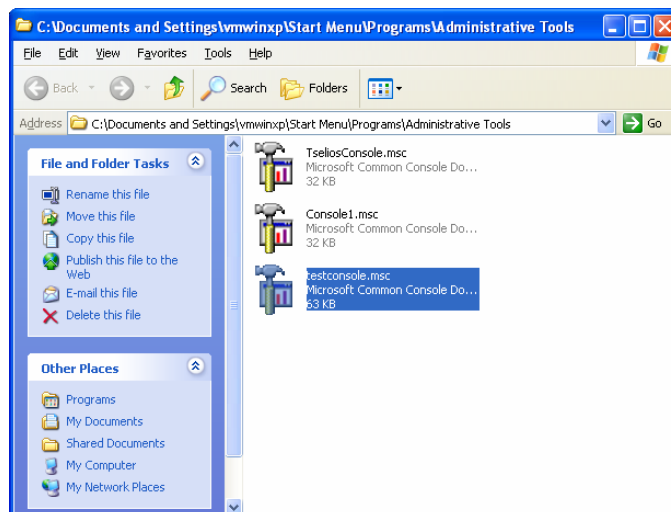 C:\Documents and Settings\vmwinxp\Start Menu\Programs\Administrative Tools
File Edit View Favorites Tools Help
Back Search Folders
Address C:\Documents and Settings\vmwinxp\Start Menu\Programs\Administrative Tools Go
File and Folder Tasks
Rename this file
Move this file
Copy this file
Publish this file to the
Web
E-mail this file
Delete this file
Other Places
Programs
My Documents
Shared Documents
My Computer
My Network Places
TseliosConsole.msc
Microsoft Common Console Do...
32 KB
Console1.msc
Microsoft Common Console Do...
32 KB
testconsole.msc
Microsoft Common Console Do...
63 KB